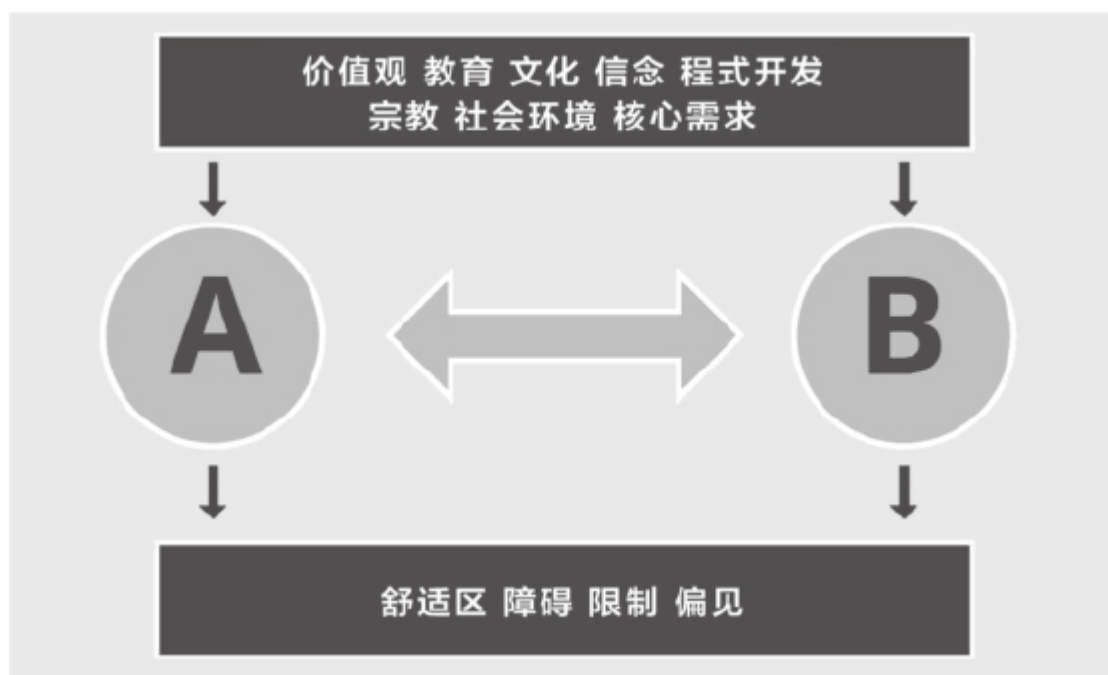 价值观 教育 文化 信念 程式开发
宗教 社会环境 核心需求
A
B
舒适区 障碍 限制 偏见